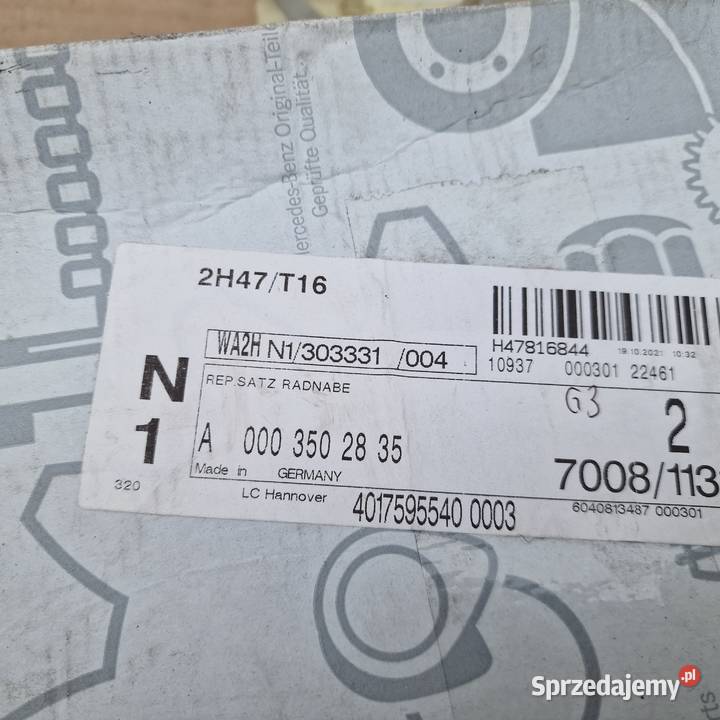 Mercedes-Benz Original-Teile
Geprüfte Qualität
2H47/T16
WA2H N1/303331 /004
H47816844 19.10.2021 10:32
10937 000301 22461
N
1
REP.SATZ RADNABE
G3
2
A 000 350 28 35
7008/113
Made in GERMANY
320
LC Hannover
4017595540 0003
6040813487 000301
Sprzedajemy.pl